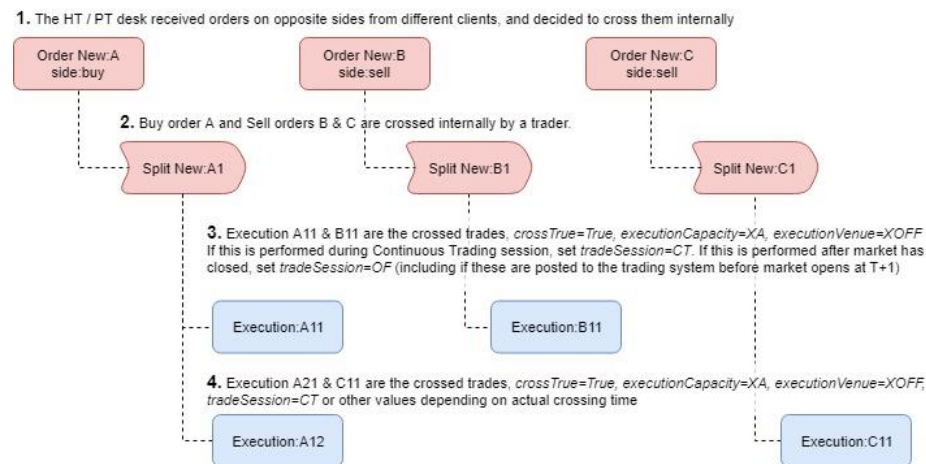 1. The HT / PT desk received orders on opposite sides from different clients, and decided to cross them internally
Order New:A
side:buy
Order New:B
side:sell
Order New:C
side:sell
2. Buy order A and Sell orders B & C are crossed internally by a trader.
Split New:A1
Split New:B1
Split New:C1
3. Execution A11 & B11 are the crossed trades, crossTrue=True, executionCapacity=XA, executionVenue=XOFF
If this is performed during Continuous Trading session, set tradeSession=CT. If this is performed after market has
closed, set tradeSession=OF (including if these are posted to the trading system before market opens at T+1)
Execution:A11
Execution:B11
4. Execution A21 & C11 are the crossed trades, crossTrue=True, executionCapacity=XA, executionVenue=XOFF,
tradeSession=CT or other values depending on actual crossing time
Execution:A12
Execution:C11